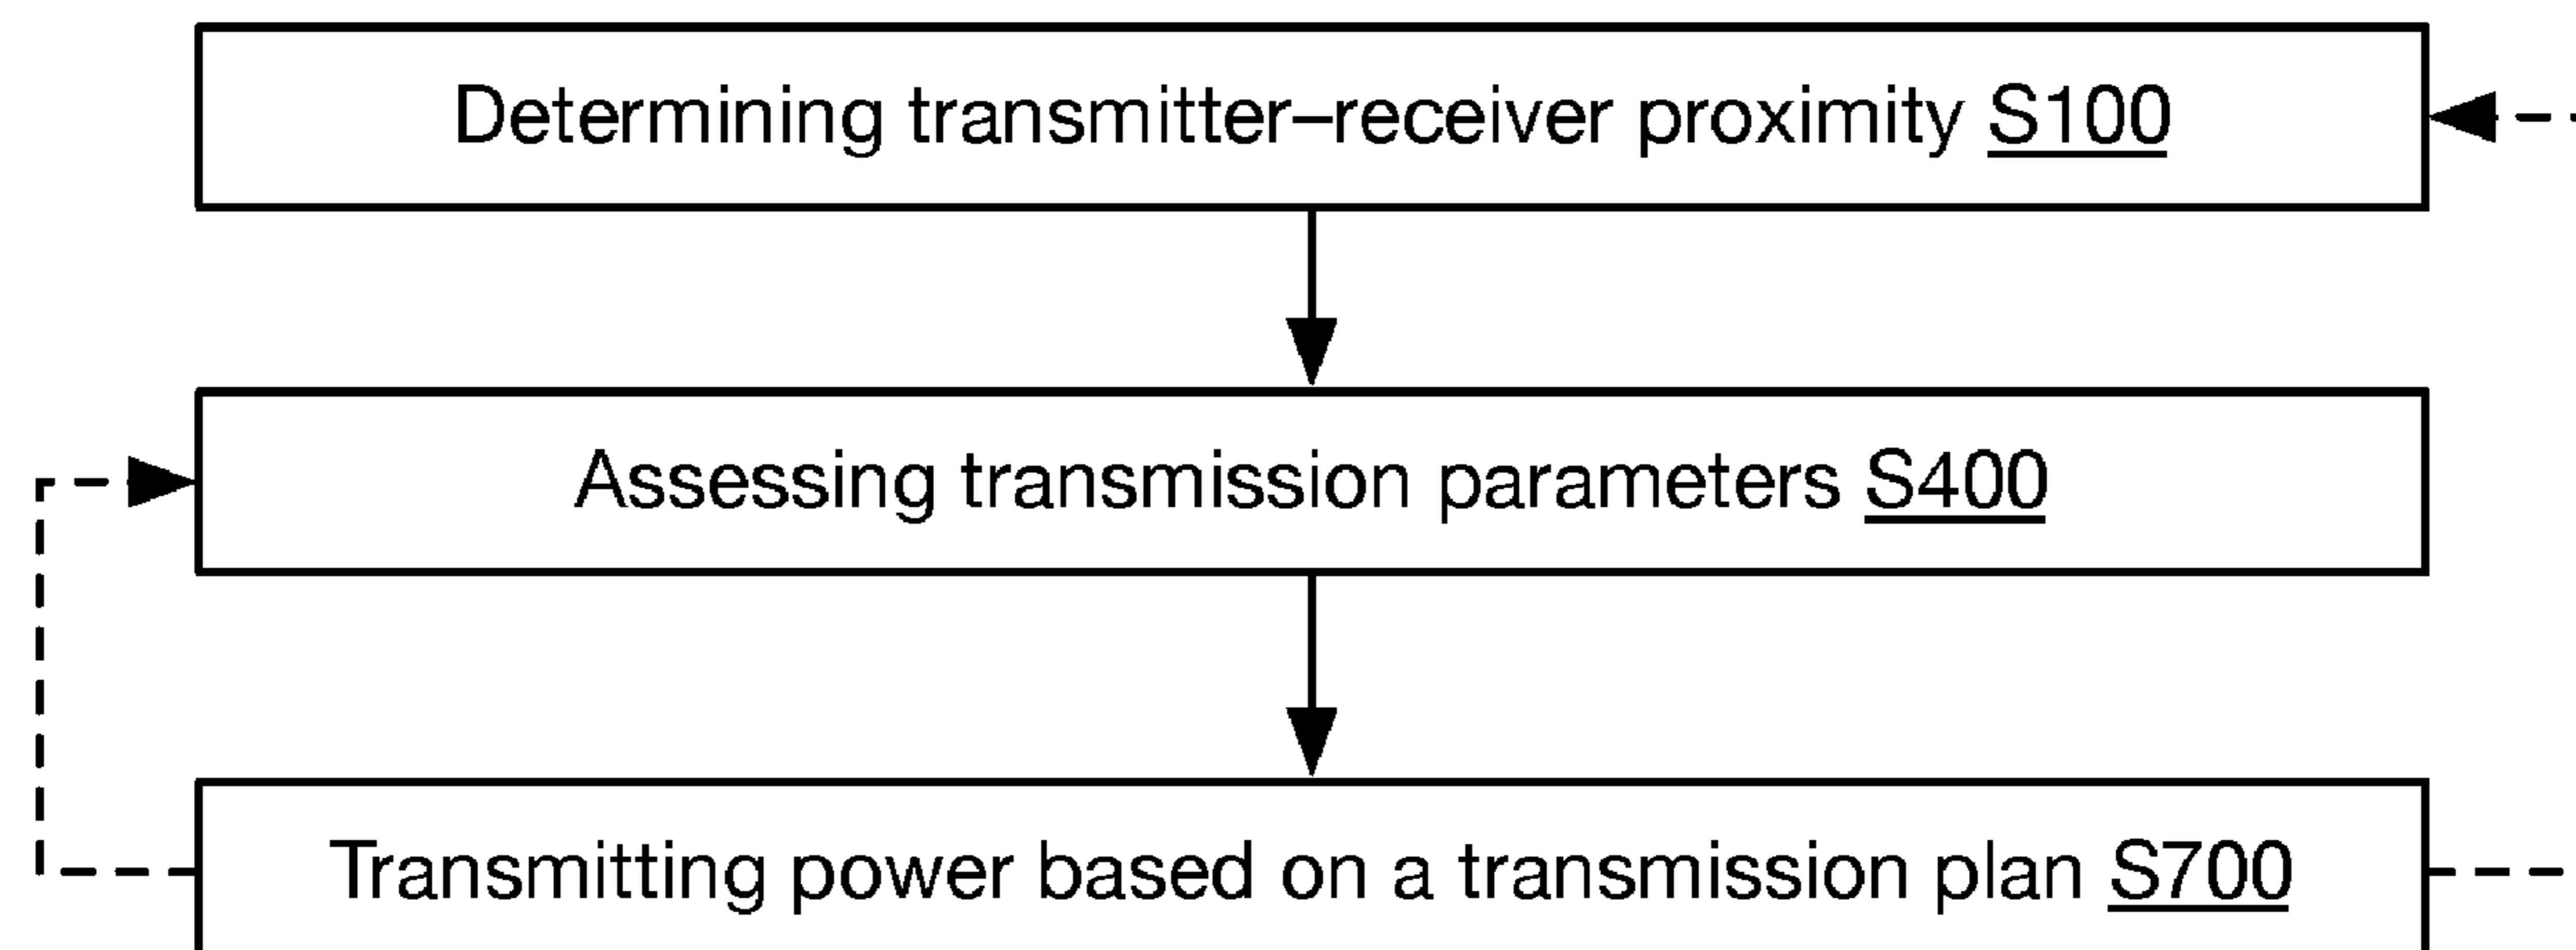 Determining transmitter–receiver proximity S100
Assessing transmission parameters S400
Transmitting power based on a transmission plan S700